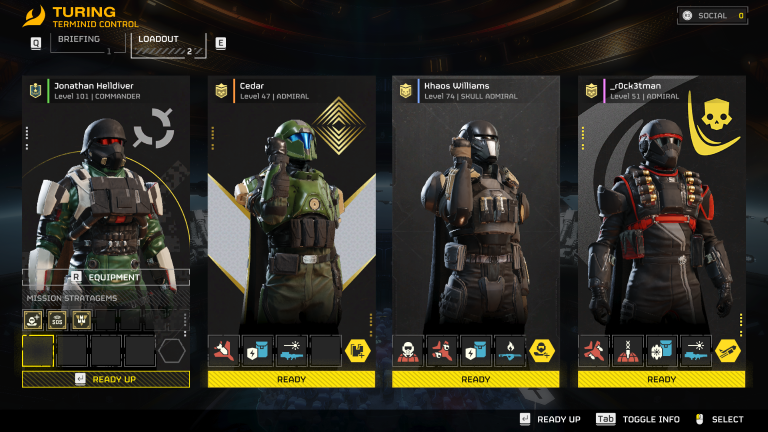 TURING
TERMINID CONTROL
SOCIAL 0
Q
BRIEFING
1
LOADOUT
2
E
Jonathan Helldiver
Level 101 | COMMANDER
Cedar
Level 47 | ADMIRAL
Khaos Williams
Level 74 | SKULL ADMIRAL
_r0ck3tman
Level 51 | ADMIRAL
R EQUIPMENT
MISSION STRATAGEMS
SOS
READY UP
READY
READY
READY
READY UP
Tab TOGGLE INFO
SELECT